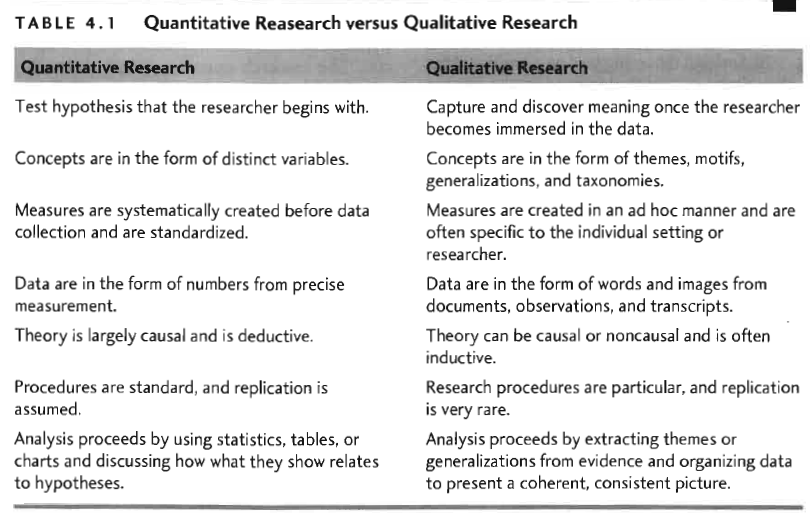 TABLE 4.1 Quantitative Reasearch versus Qualitative Research
Quantitative Research
Qualitative Research
Test hypothesis that the researcher begins with.
Capture and discover meaning once the researcher
becomes immersed in the data.
Concepts are in the form of distinct variables.
Concepts are in the form of themes, motifs,
generalizations, and taxonomies.
Measures are systematically created before data
collection and are standardized.
Measures are created in an ad hoc manner and are
often specific to the individual setting or
researcher.
Data are in the form of numbers from precise
measurement.
Data are in the form of words and images from
documents, observations, and transcripts.
Theory is largely causal and is deductive.
Theory can be causal or noncausal and is often
inductive.
Procedures are standard, and replication is
assumed.
Research procedures are particular, and replication
is very rare.
Analysis proceeds by using statistics, tables, or
charts and discussing how what they show relates
to hypotheses.
Analysis proceeds by extracting themes or
generalizations from evidence and organizing data
to present a coherent, consistent picture.